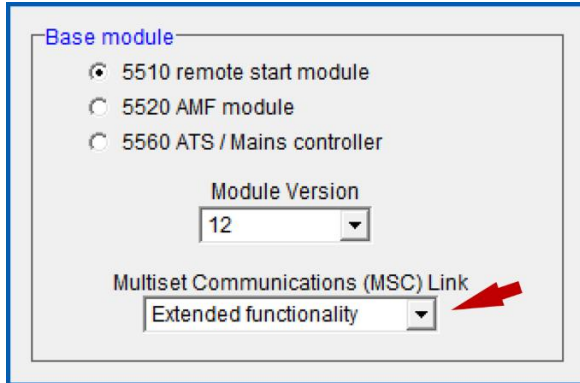 Base module
5510 remote start module
5520 AMF module
5560 ATS / Mains controller
Module Version
12
Multiset Communications (MSC) Link
Extended functionality